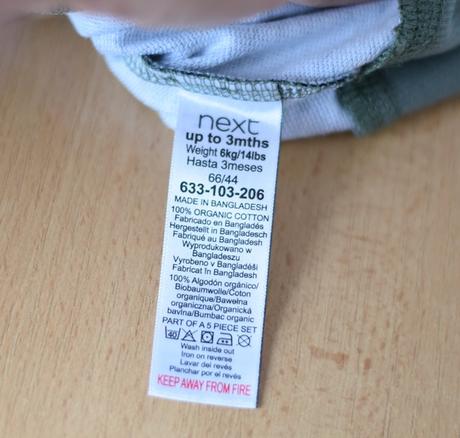 next
up to 3mths
Weight 6kg/14lbs
Hasta 3meses
66/44
633-103-206
MADE IN BANGLADESH
100% ORGANIC COTTON
Fabricado en Bangladés
Hergestellt in Bangladesch
Fabriqué au Bangladesh
Wyprodukowano w
Bangladeszu
Vyrobeno v Bangladéši
Fabricat în Bangladesh
100% Algodón orgánico/
Biobaumwolle/Coton
organique/Bawełna
organiczna/Organická
bavlna/Bumbac organic
PART OF A 5 PIECE SET
40
Wash inside out
Iron on reverse
Lavar del revés
Planchar por el revés
KEEP AWAY FROM FIRE